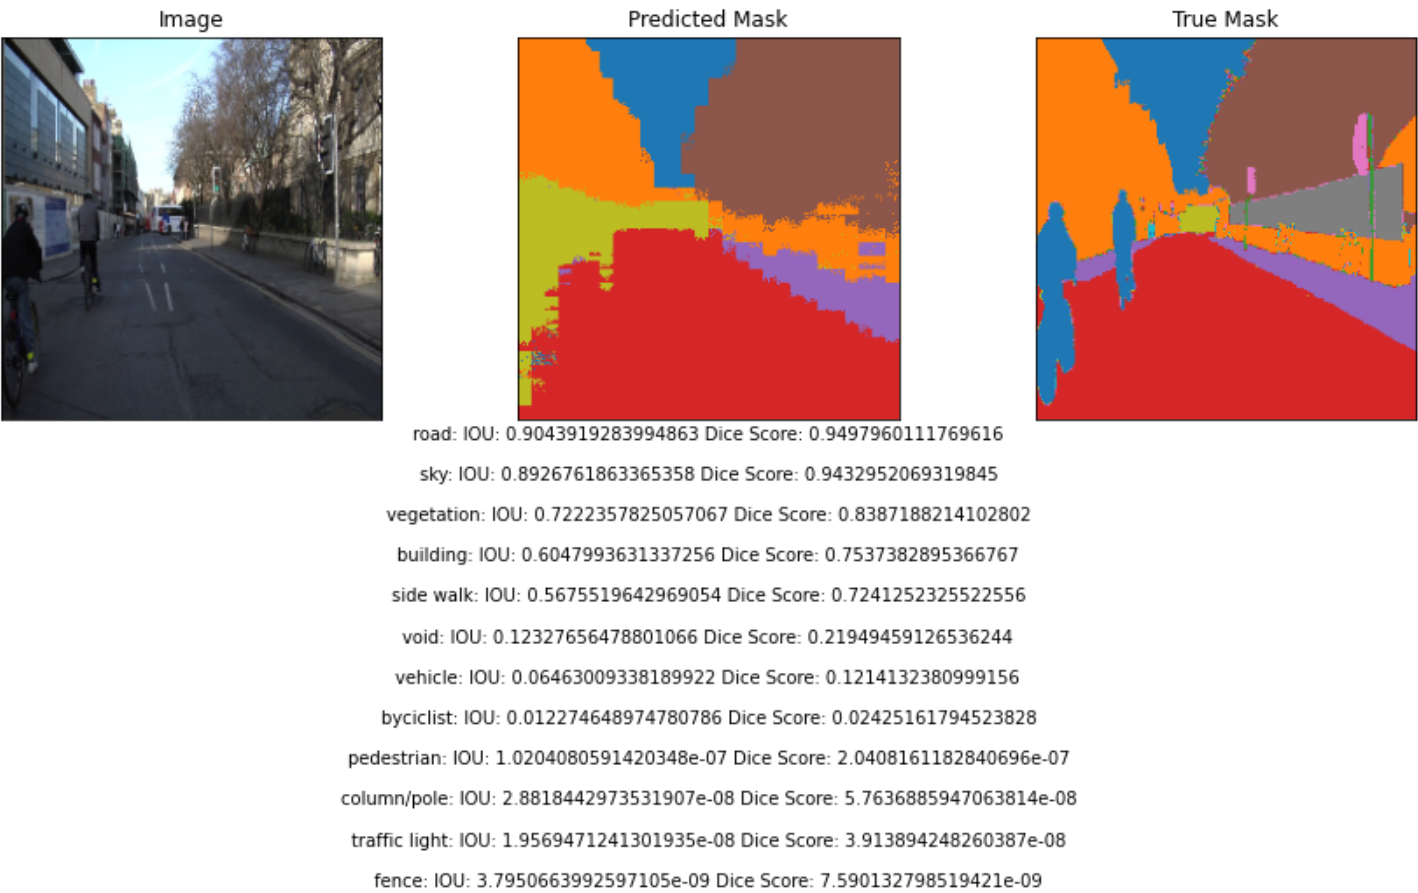 Image
Predicted Mask
True Mask
road: IOU: 0.9043919283994863 Dice Score: 0.9497960111769616
sky: IOU: 0.8926761863365358 Dice Score: 0.9432952069319845
vegetation: IOU: 0.7222357825057067 Dice Score: 0.8387188214102802
building: IOU: 0.6047993631337256 Dice Score: 0.7537382895366767
side walk: IOU: 0.5675519642969054 Dice Score: 0.7241252325522556
void: IOU: 0.12327656478801066 Dice Score: 0.21949459126536244
vehicle: IOU: 0.06463009338189922 Dice Score: 0.1214132380999156
byciclist: IOU: 0.012274648974780786 Dice Score: 0.02425161794523828
pedestrian: IOU: 1.0204080591420348e-07 Dice Score: 2.0408161182840696e-07
column/pole: IOU: 2.8818442973531907e-08 Dice Score: 5.7636885947063814e-08
traffic light: IOU: 1.9569471241301935e-08 Dice Score: 3.913894248260387e-08
fence: IOU: 3.7950663992597105e-09 Dice Score: 7.590132798519421e-09